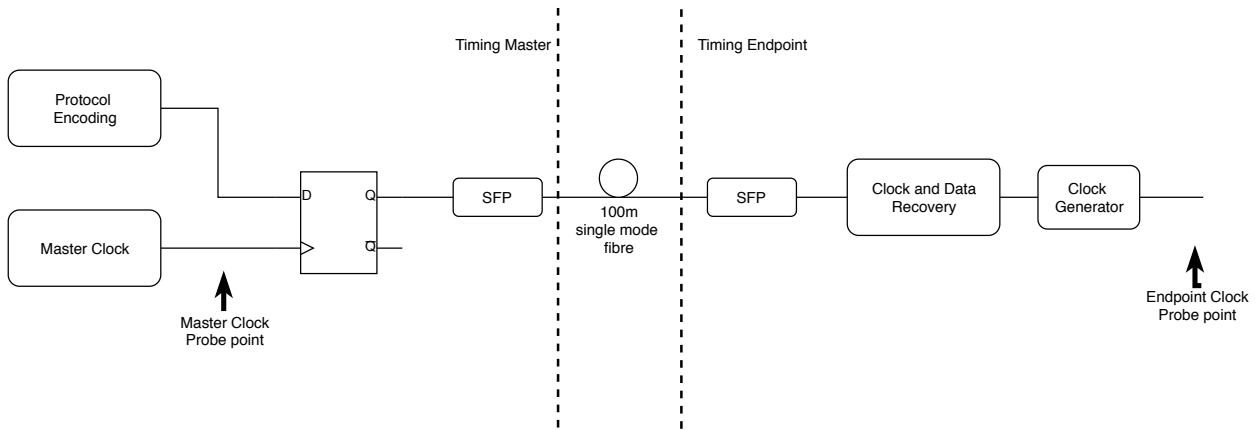 Timing Master
Timing Endpoint
Protocol
Encoding
D
Q
SFP
SFP
Clock and Data
Recovery
Clock
Generator
100m
single mode
fibre
Master Clock
Q
Master Clock
Probe point
Endpoint Clock
Probe point